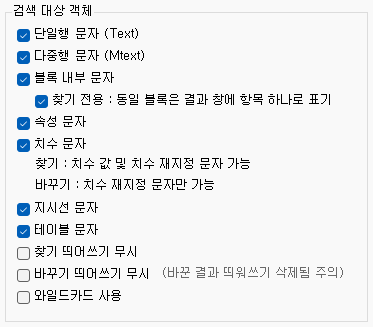 검색 대상 객체
단일행 문자 (Text)
다중행 문자 (Mtext)
블록 내부 문자
찾기 전용 : 동일 블록은 결과 창에 항목 하나로 표기
속성 문자
치수 문자
찾기 : 치수 값 및 치수 재지정 문자 가능
바꾸기 : 치수 재지정 문자만 가능
지시선 문자
테이블 문자
찾기 띄어쓰기 무시
바꾸기 띄어쓰기 무시 (바꾼 결과 띄워쓰기 삭제됨 주의)
와일드카드 사용